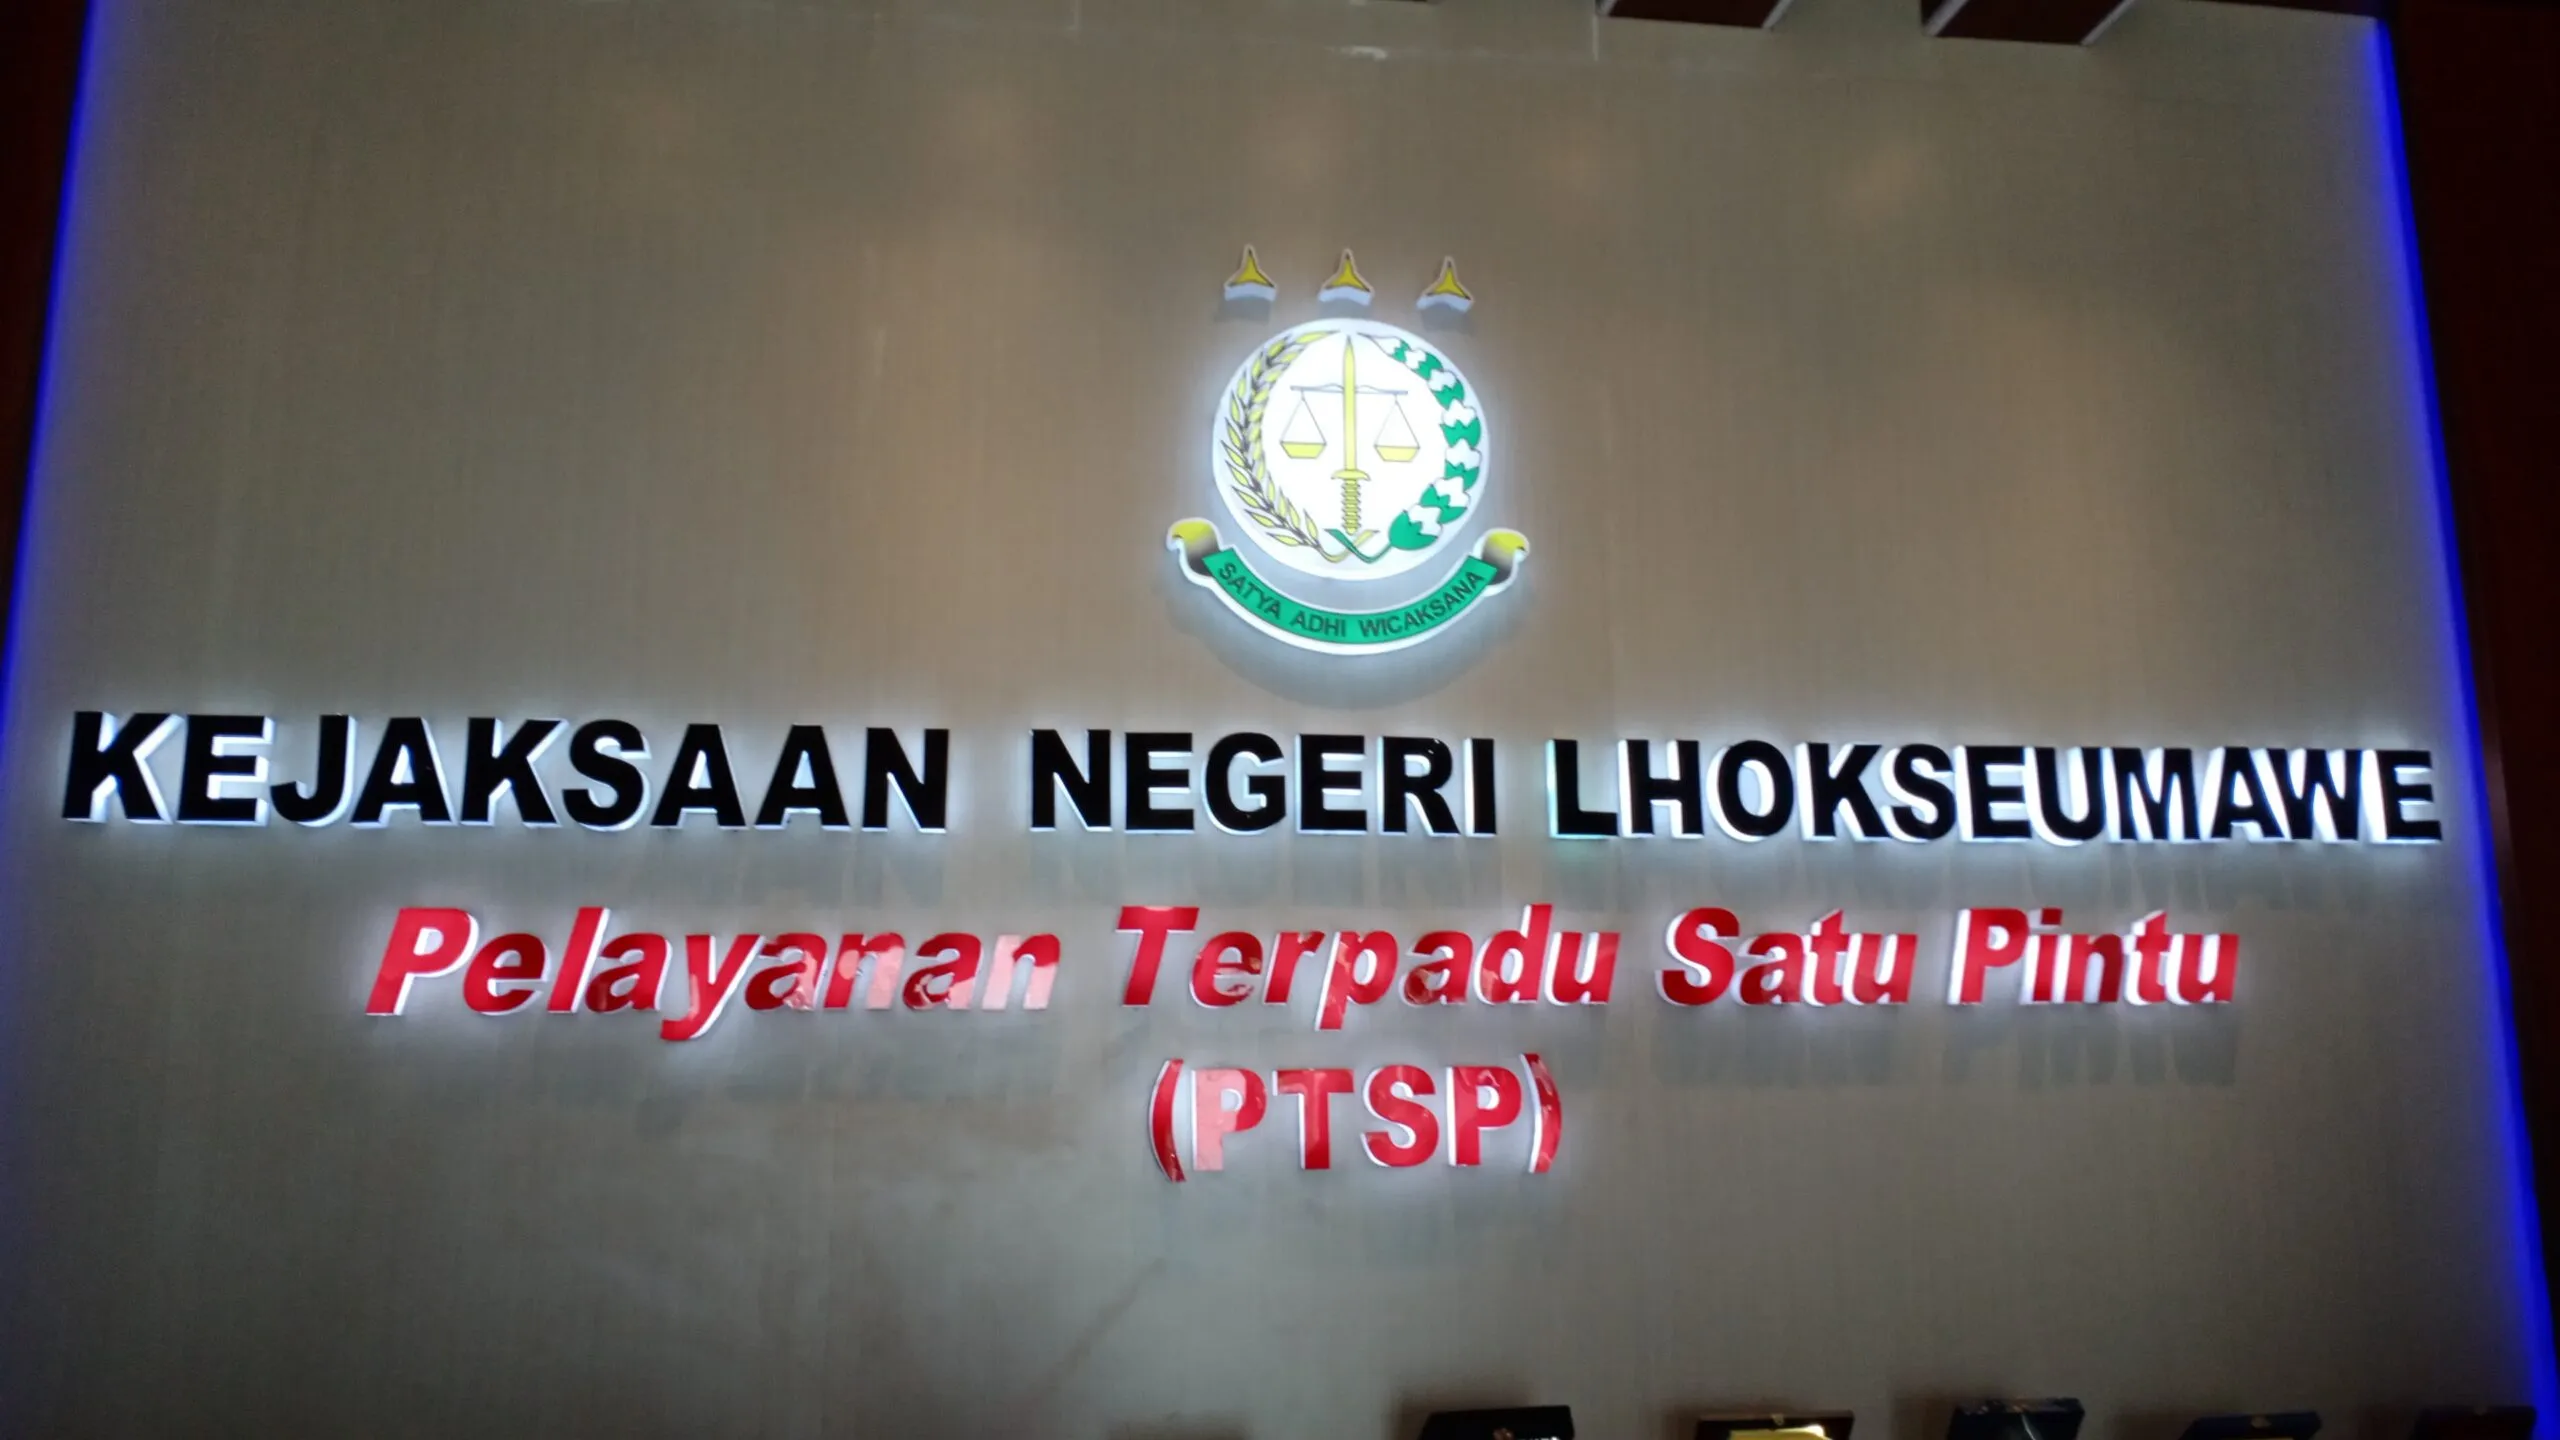 SATYA ADHI WICAKSANA
KEJAKSAAN NEGERI LHOKSEUMAWE
Pelayanan Terpadu Satu Pintu
(PTSP)